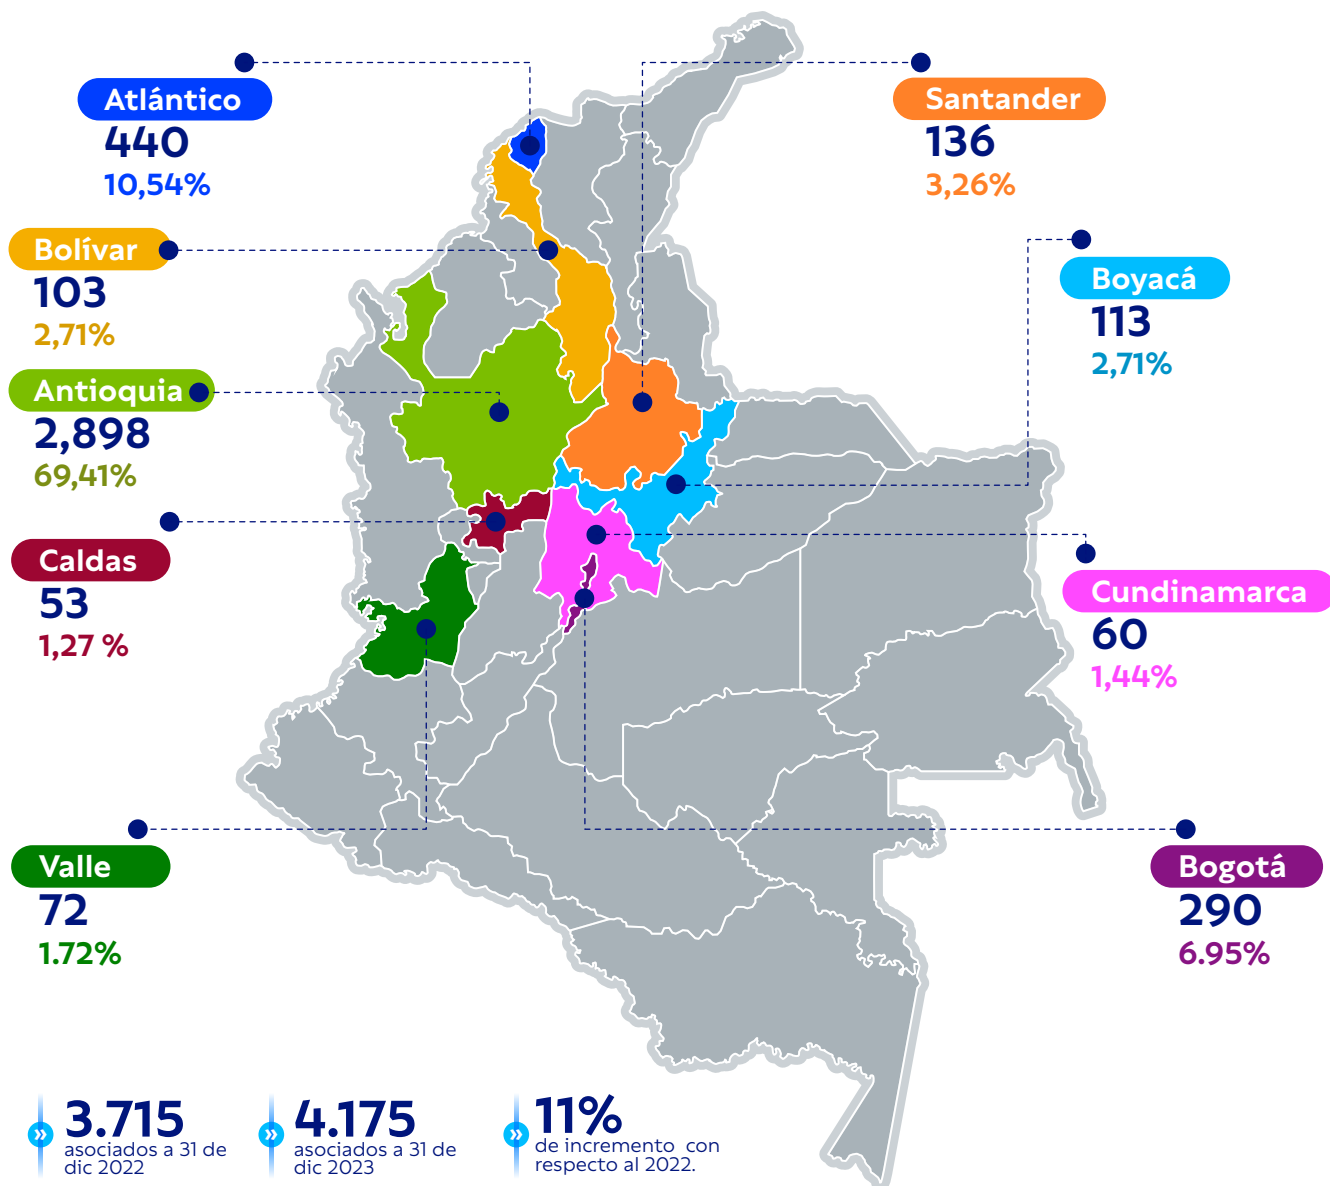 Atlántico
440
10,54%
Santander
136
3,26%
Bolívar
103
2,71%
Boyacá
113
2,71%
Antioquia
2,898
69,41%
Caldas
53
1,27 %
Cundinamarca
60
1,44%
Valle
72
1.72%
Bogotá
290
6.95%
3.715
asociados a 31 de
dic 2022
4.175
asociados a 31 de
dic 2023
11%
de incremento con
respecto al 2022.